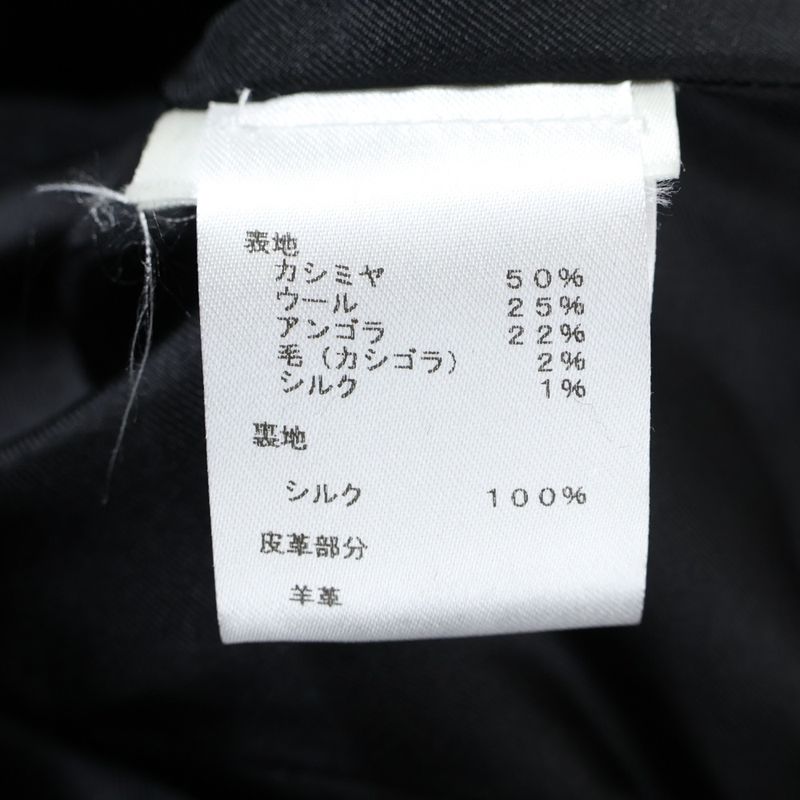 表地
カシミヤ 50%
ウール 25%
アンゴラ 22%
毛（カシゴラ） 2%
シルク 1%
裏地
シルク 100%
皮革部分
羊革